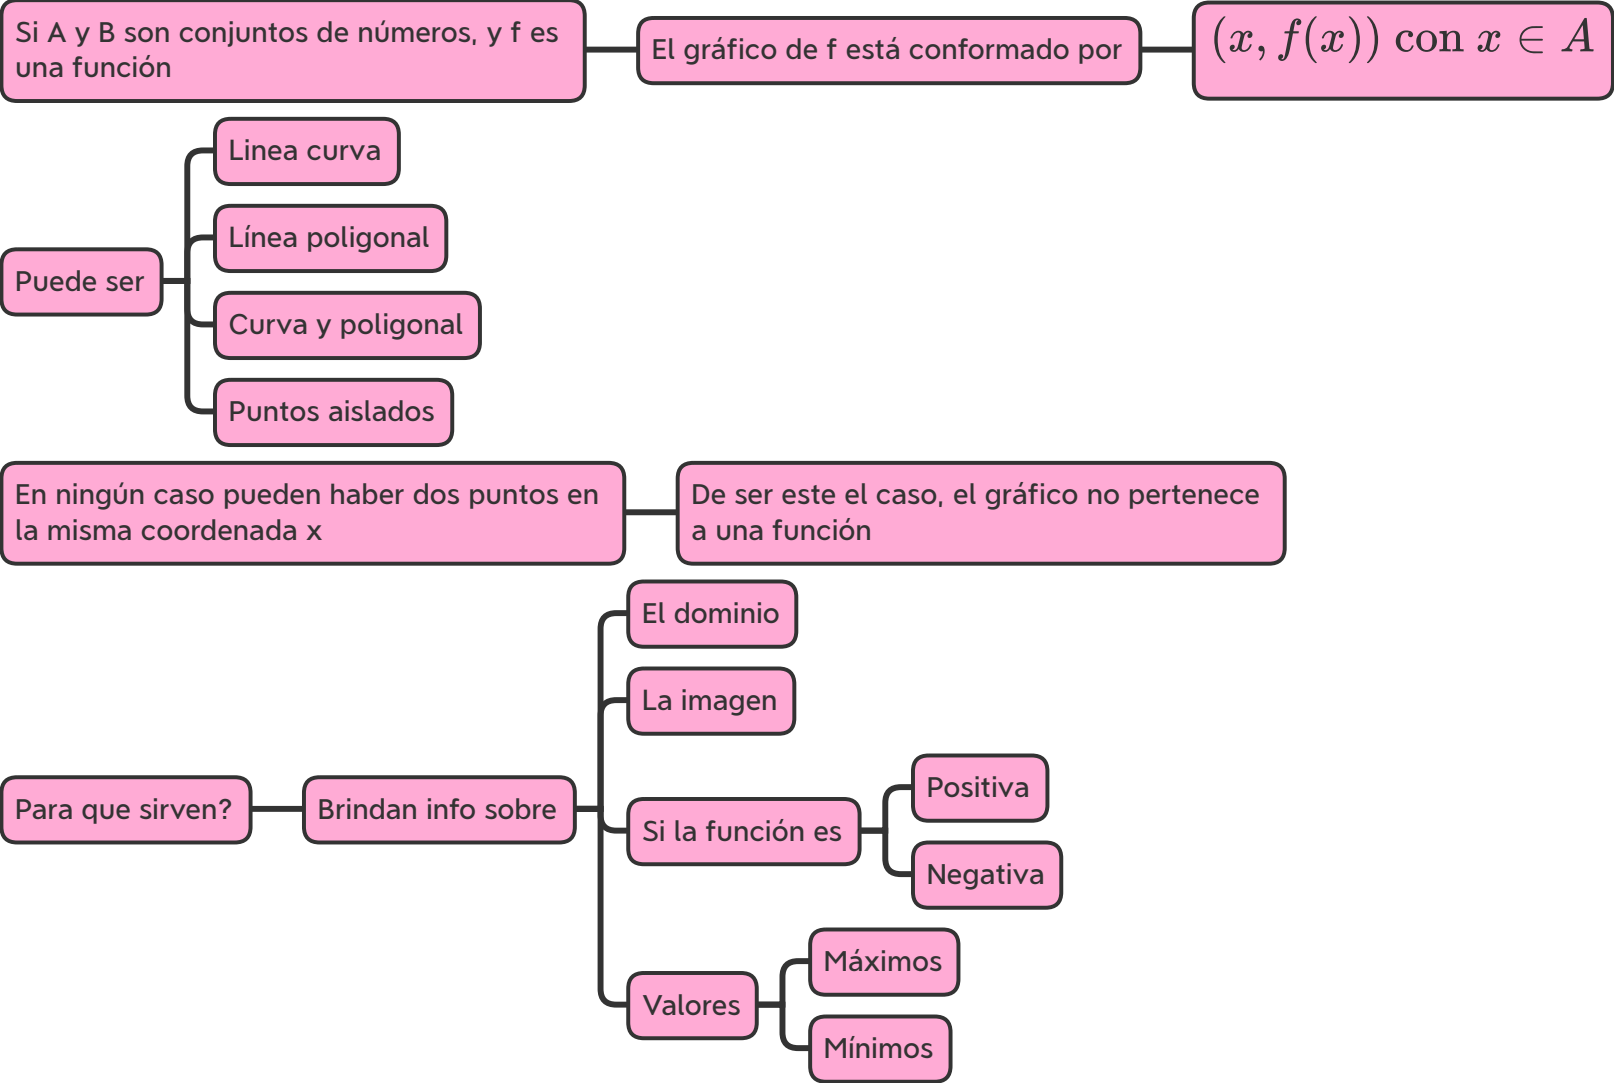 Si A y B son conjuntos de números, y f es
una función
El gráfico de f está conformado por
(x, f(x)) con x ∈ A
Puede ser
Linea curva
Línea poligonal
Curva y poligonal
Puntos aislados
En ningún caso pueden haber dos puntos en
la misma coordenada x
De ser este el caso, el gráfico no pertenece
a una función
Para que sirven?
Brindan info sobre
El dominio
La imagen
Si la función es
Positiva
Negativa
Valores
Máximos
Mínimos